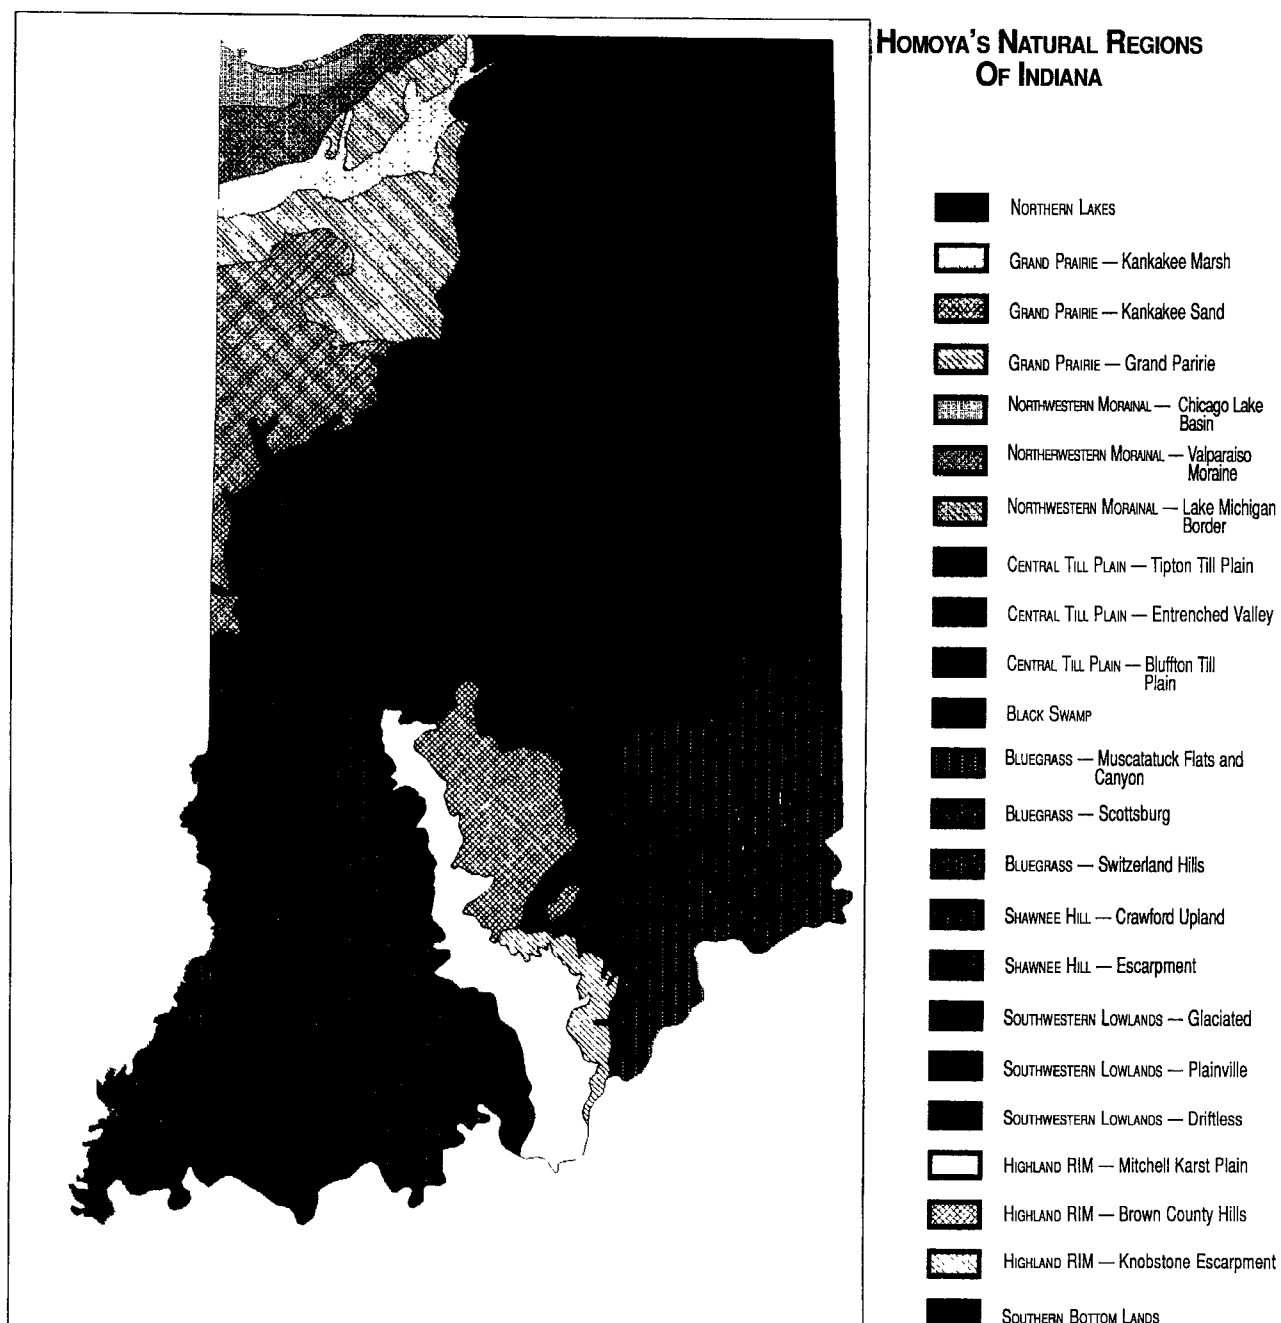 HOMOYA'S NATURAL REGIONS
OF INDIANA
NORTHERN LAKES
GRAND PRAIRIE — Kankakee Marsh
GRAND PRAIRIE — Kankakee Sand
GRAND PRAIRIE — Grand Paririe
NORTHWESTERN MORAINAL — Chicago Lake
Basin
NORTHERWESTERN MORAINAL — Valparaiso
Moraine
NORTHWESTERN MORAINAL — Lake Michigan
Border
CENTRAL TILL PLAIN — Tipton Till Plain
CENTRAL TILL PLAIN — Entrenched Valley
CENTRAL TILL PLAIN — Bluffton Till
Plain
BLACK SWAMP
BLUEGRASS — Muscatatuck Flats and
Canyon
BLUEGRASS — Scottsburg
BLUEGRASS — Switzerland Hills
SHAWNEE HILL — Crawford Upland
SHAWNEE HILL — Escarpment
SOUTHWESTERN LOWLANDS — Glaciated
SOUTHWESTERN LOWLANDS — Plainville
SOUTHWESTERN LOWLANDS — Driftless
HIGHLAND RIM — Mitchell Karst Plain
HIGHLAND RIM — Brown County Hills
HIGHLAND RIM — Knobstone Escarpment
SOUTHERN BOTTOM LANDS